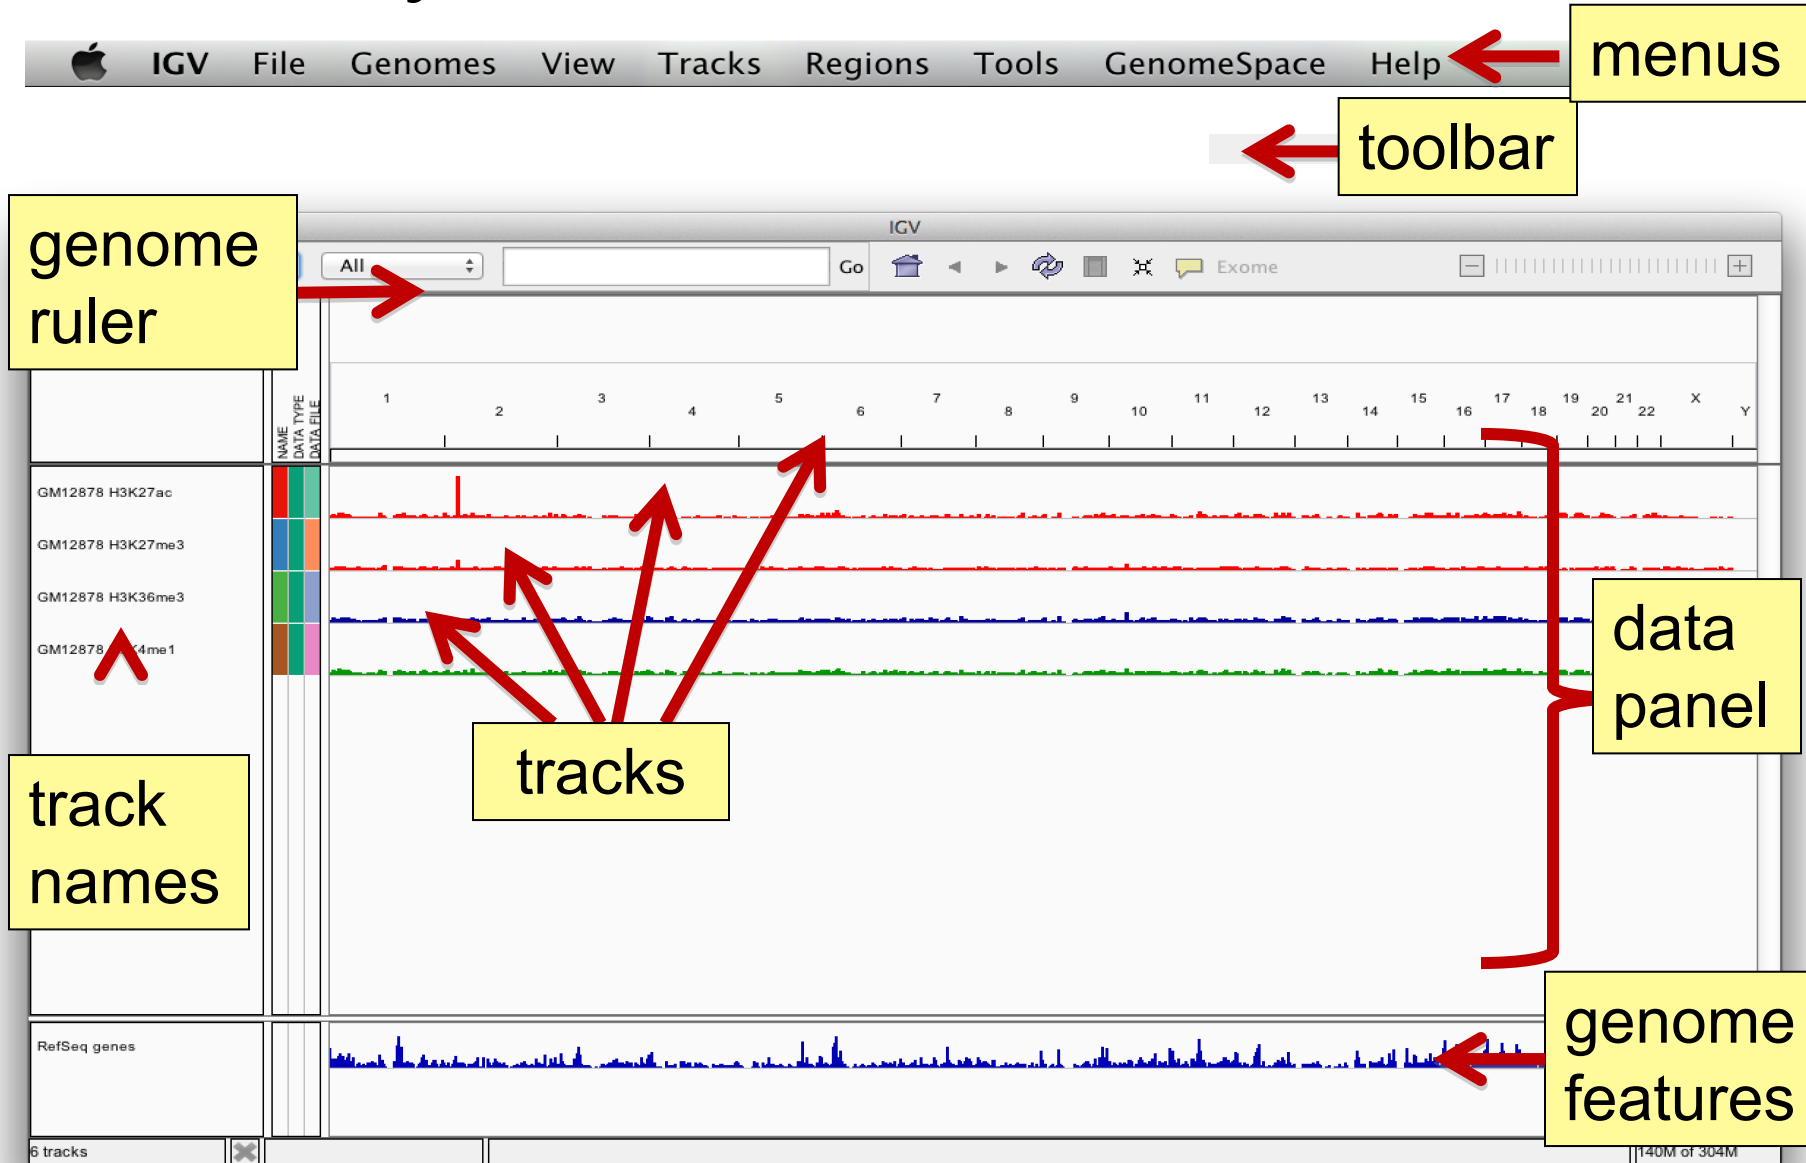 IGV File Genomes View Tracks Regions Tools GenomeSpace Help
menus
toolbar
genome
ruler
IGV
All
Go
Exome
NAME
DATA TYPE
DATA FILE
1 2 3 4 5 6 7 8 9 10 11 12 13 14 15 16 17 18 19 20 21 22 X Y
GM12878 H3K27ac
GM12878 H3K27me3
GM12878 H3K36me3
GM12878 4me1
tracks
data
panel
track
names
RefSeq genes
genome
features
6 tracks
140M of 304M